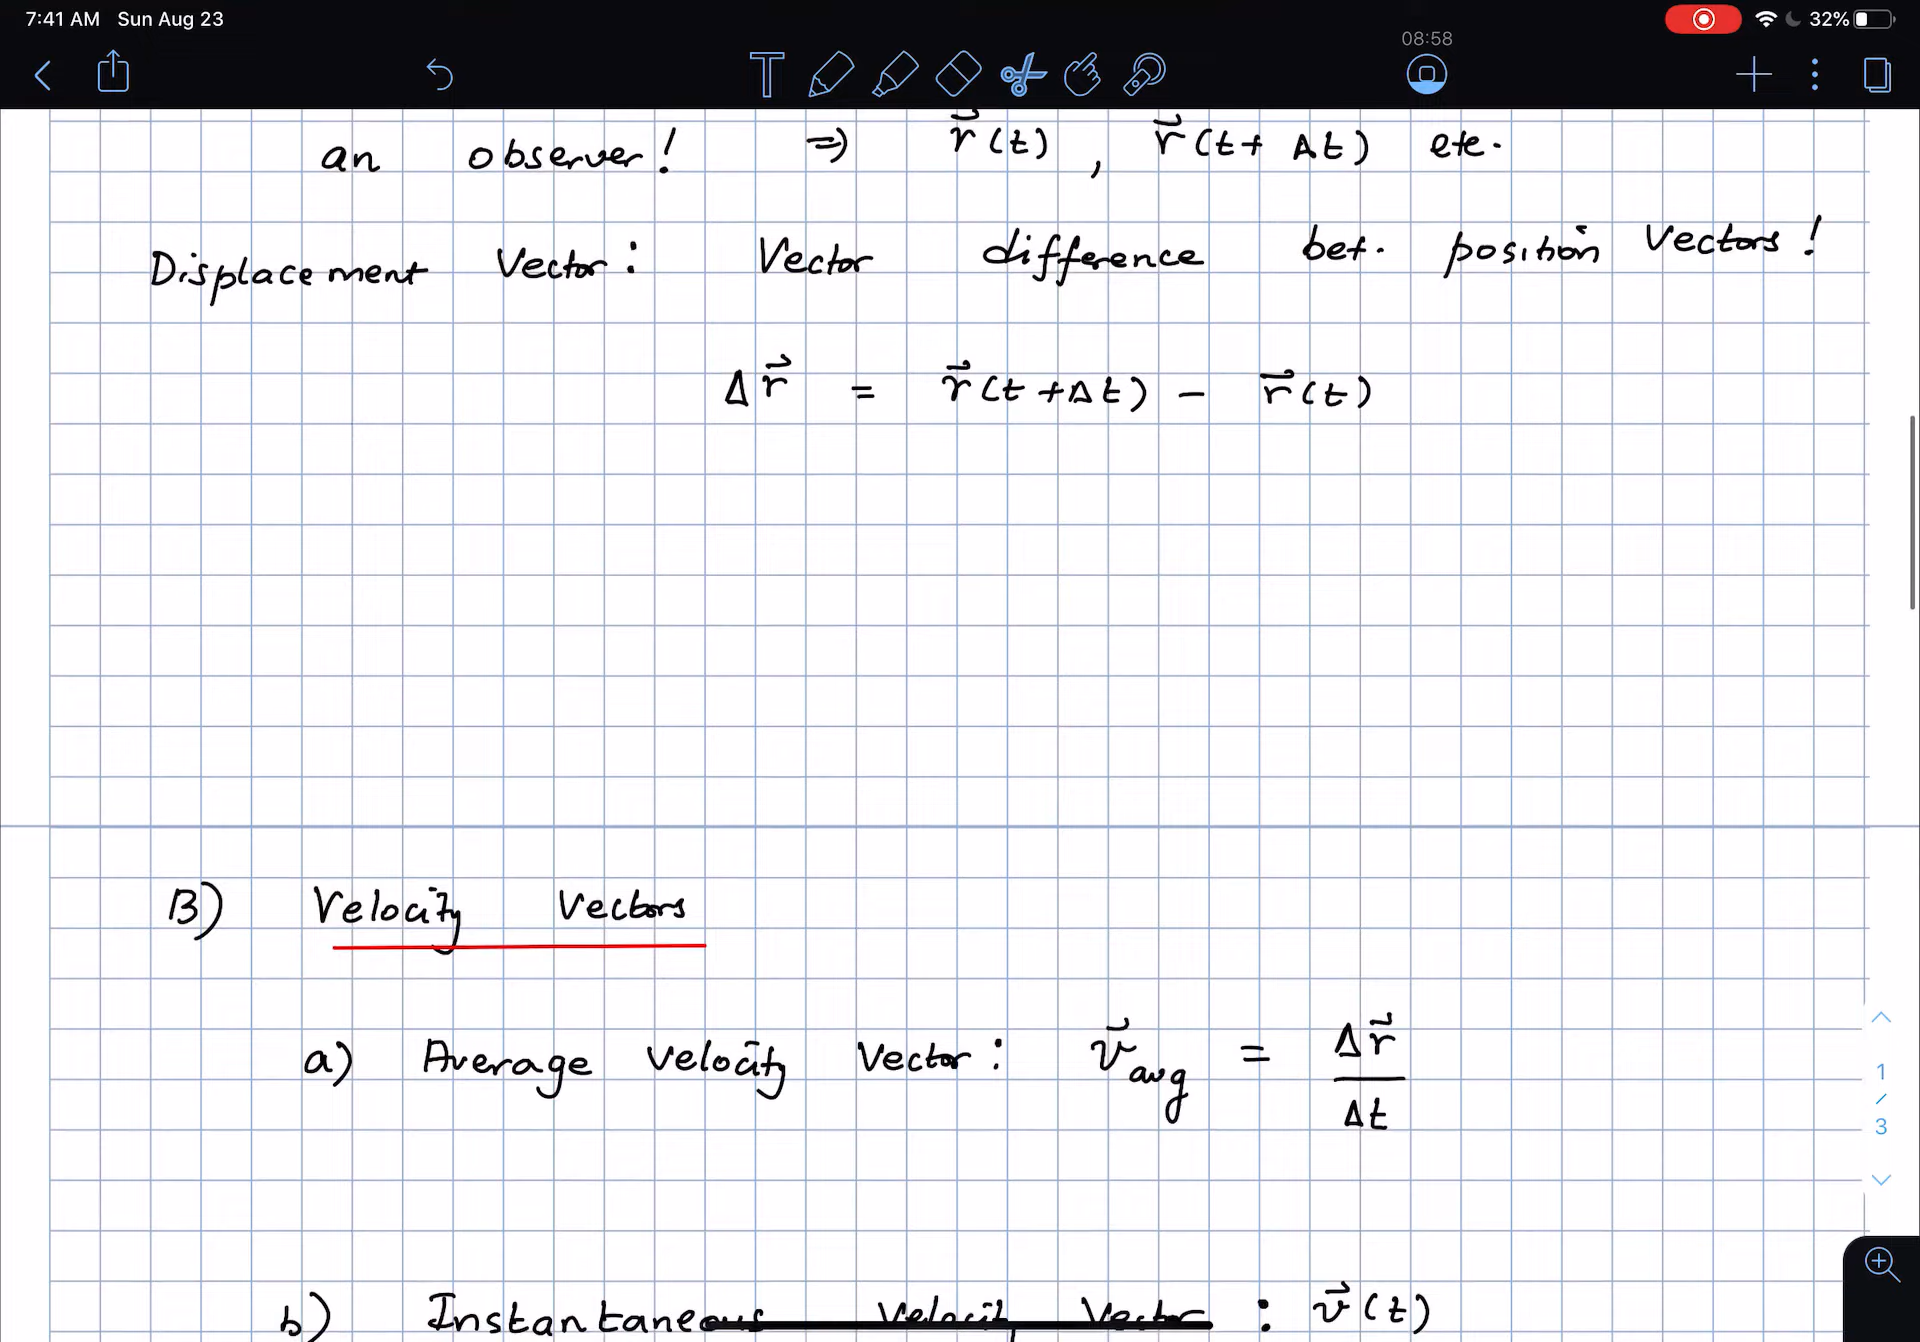 7:41 AM Sun Aug 23 32%
08:58
T
an observer! ⇒ r⃗(t), r⃗(t+Δt) etc.
Displacement Vector: Vector difference bet. position Vectors!
Δr⃗ = r⃗(t+Δt) − r⃗(t)
B) Velocity Vectors
a) Average velocity Vector: v⃗avg = Δr⃗/Δt
1/3
b) Instantaneous Velocity Vector : v⃗(t)